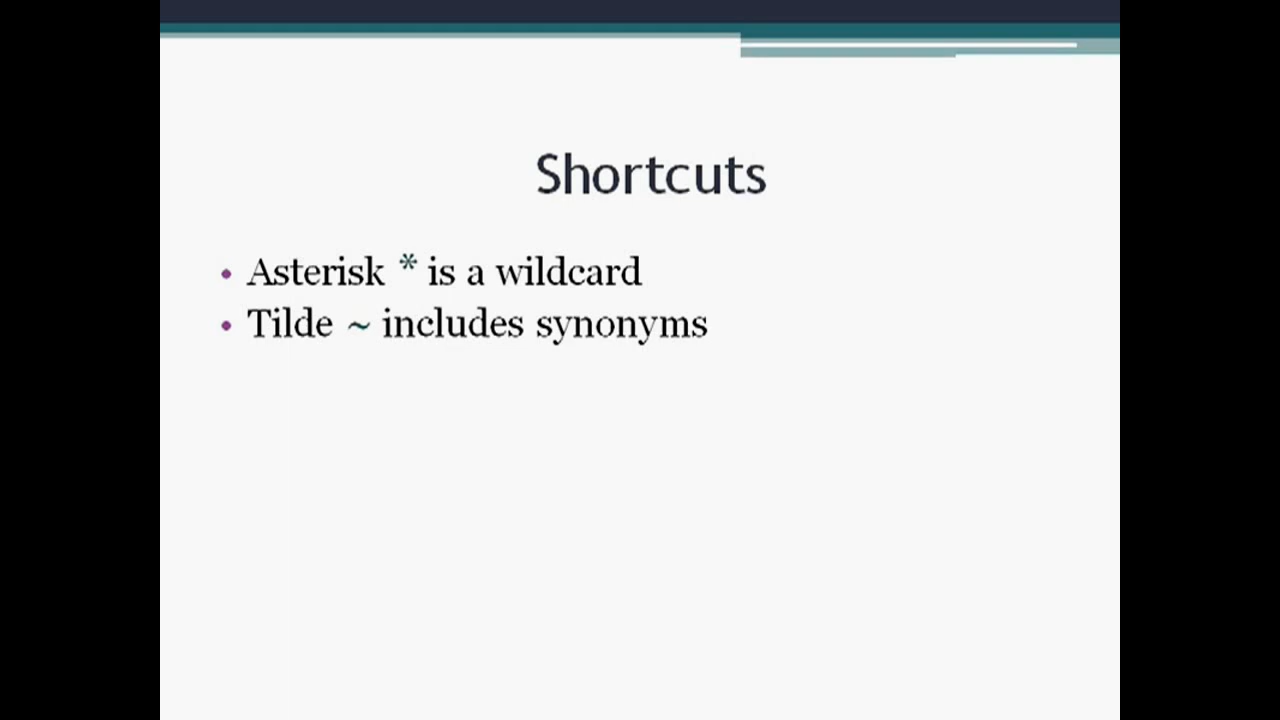 Shortcuts
• Asterisk * is a wildcard
• Tilde ~ includes synonyms